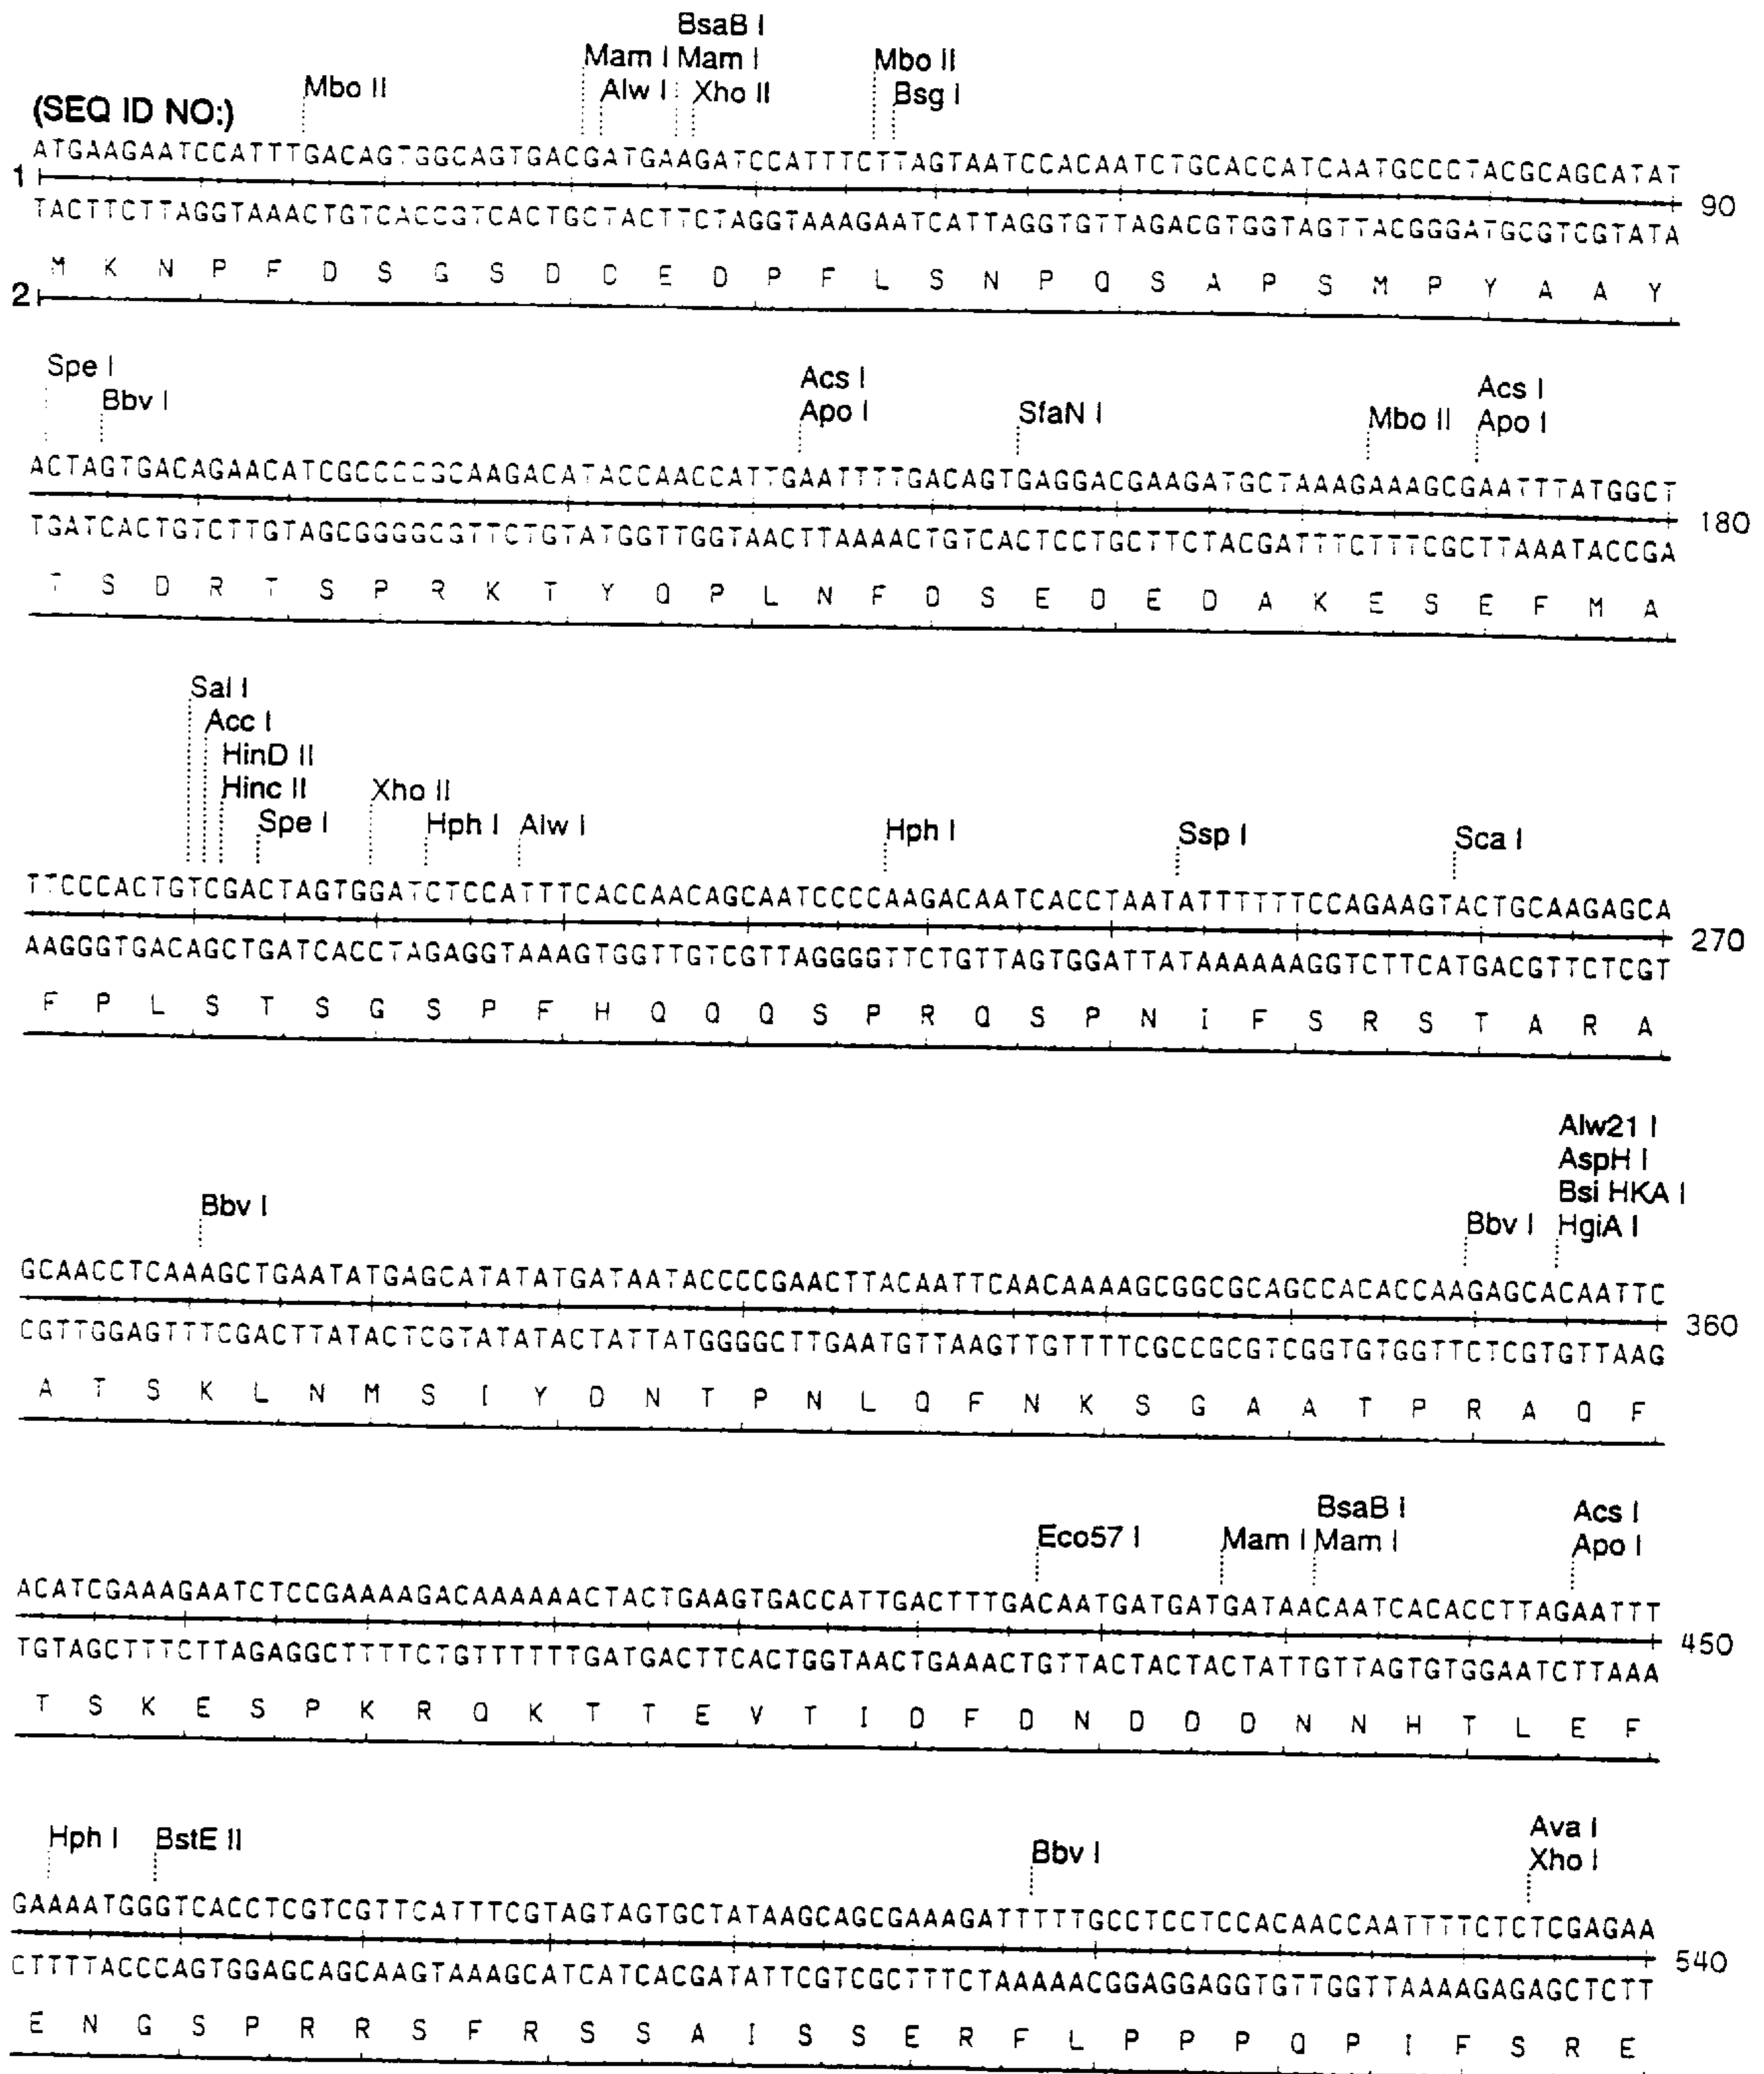 BsaB I
Mam I Mam I Mbo II
Mbo II Alw I Xho II Bsg I
(SEQ ID NO:)
ATGAAGAATCCATTTGACAGTGGCAGTGACGATGAAGATCCATTTCTTAGTAATCCACAATCTGCACCATCAATGCCCTACGCAGCATAT
1 90
TACTTCTTAGGTAAACTGTCACCGTCACTGCTACTTCTAGGTAAAGAATCATTAGGTGTTAGACGTGGTAGTTACGGGATGCGTCGTATA
M K N P F D S G S D D E D P F L S N P Q S A P S M P Y A A Y
2
Spe I Acs I Acs I
Bbv I Apo I SfaN I Mbo II Apo I
ACTAGTGACAGAACATCGCCCCGCAAGACATACCAACCATTGAATTTTGACAGTGAGGACGAAGATGCTAAAGAAAGCGAATTTATGGCT
180
TGATCACTGTCTTGTAGCGGGGCGTTCTGTATGGTTGGTAACTTAAAACTGTCACTCCTGCTTCTACGATTTCTTTCGCTTAAATACCGA
T S D R T S P R K T Y Q P L N F D S E D E D A K E S E F M A
Sal I
Acc I
HinD II
Hinc II Xho II
Spe I Hph I Alw I Hph I Ssp I Sca I
TTCCCACTGTCGACTAGTGGATCTCCATTTCACCAACAGCAATCCCCAAGACAATCACCTAATATTTTTTCCAGAAGTACTGCAAGAGCA
270
AAGGGTGACAGCTGATCACCTAGAGGTAAAGTGGTTGTCGTTAGGGGTTCTGTTAGTGGATTATAAAAAAGGTCTTCATGACGTTCTCGT
F P L S T S G S P F H Q Q Q S P R Q S P N I F S R S T A R A
Alw21 I
AspH I
Bbv I Bsi HKA I
Bbv I HgiA I
GCAACCTCAAAGCTGAATATGAGCATATATGATAATACCCCGAACTTACAATTCAACAAAAGCGGCGCAGCCACACCAAGAGCACAATTC
360
CGTTGGAGTTTCGACTTATACTCGTATATACTATTATGGGGCTTGAATGTTAAGTTGTTTTCGCCGCGTCGGTGTGGTTCTCGTGTTAAG
A T S K L N M S I Y D N T P N L Q F N K S G A A T P R A Q F
BsaB I Acs I
Eco57 I Mam I Mam I Apo I
ACATCGAAAGAATCTCCGAAAAGACAAAAAACTACTGAAGTGACCATTGACTTTGACAATGATGATGATAACAATCACACCTTAGAATTT
450
TGTAGCTTTCTTAGAGGCTTTTCTGTTTTTTGATGACTTCACTGGTAACTGAAACTGTTACTACTACTATTGTTAGTGTGGAATCTTAAA
T S K E S P K R Q K T T E V T I D F D N D D D N N H T L E F
Hph I BstE II Bbv I Ava I
Xho I
GAAAATGGGTCACCTCGTCGTTCATTTCGTAGTAGTGCTATAAGCAGCGAAAGATTTTTGCCTCCTCCACAACCAATTTTCTCTCGAGAA
540
CTTTTACCCAGTGGAGCAGCAAGTAAAGCATCATCACGATATTCGTCGCTTTCTAAAAACGGAGGAGGTGTTGGTTAAAAGAGAGCTCTT
E N G S P R R S F R S S A I S S E R F L P P P Q P I F S R E